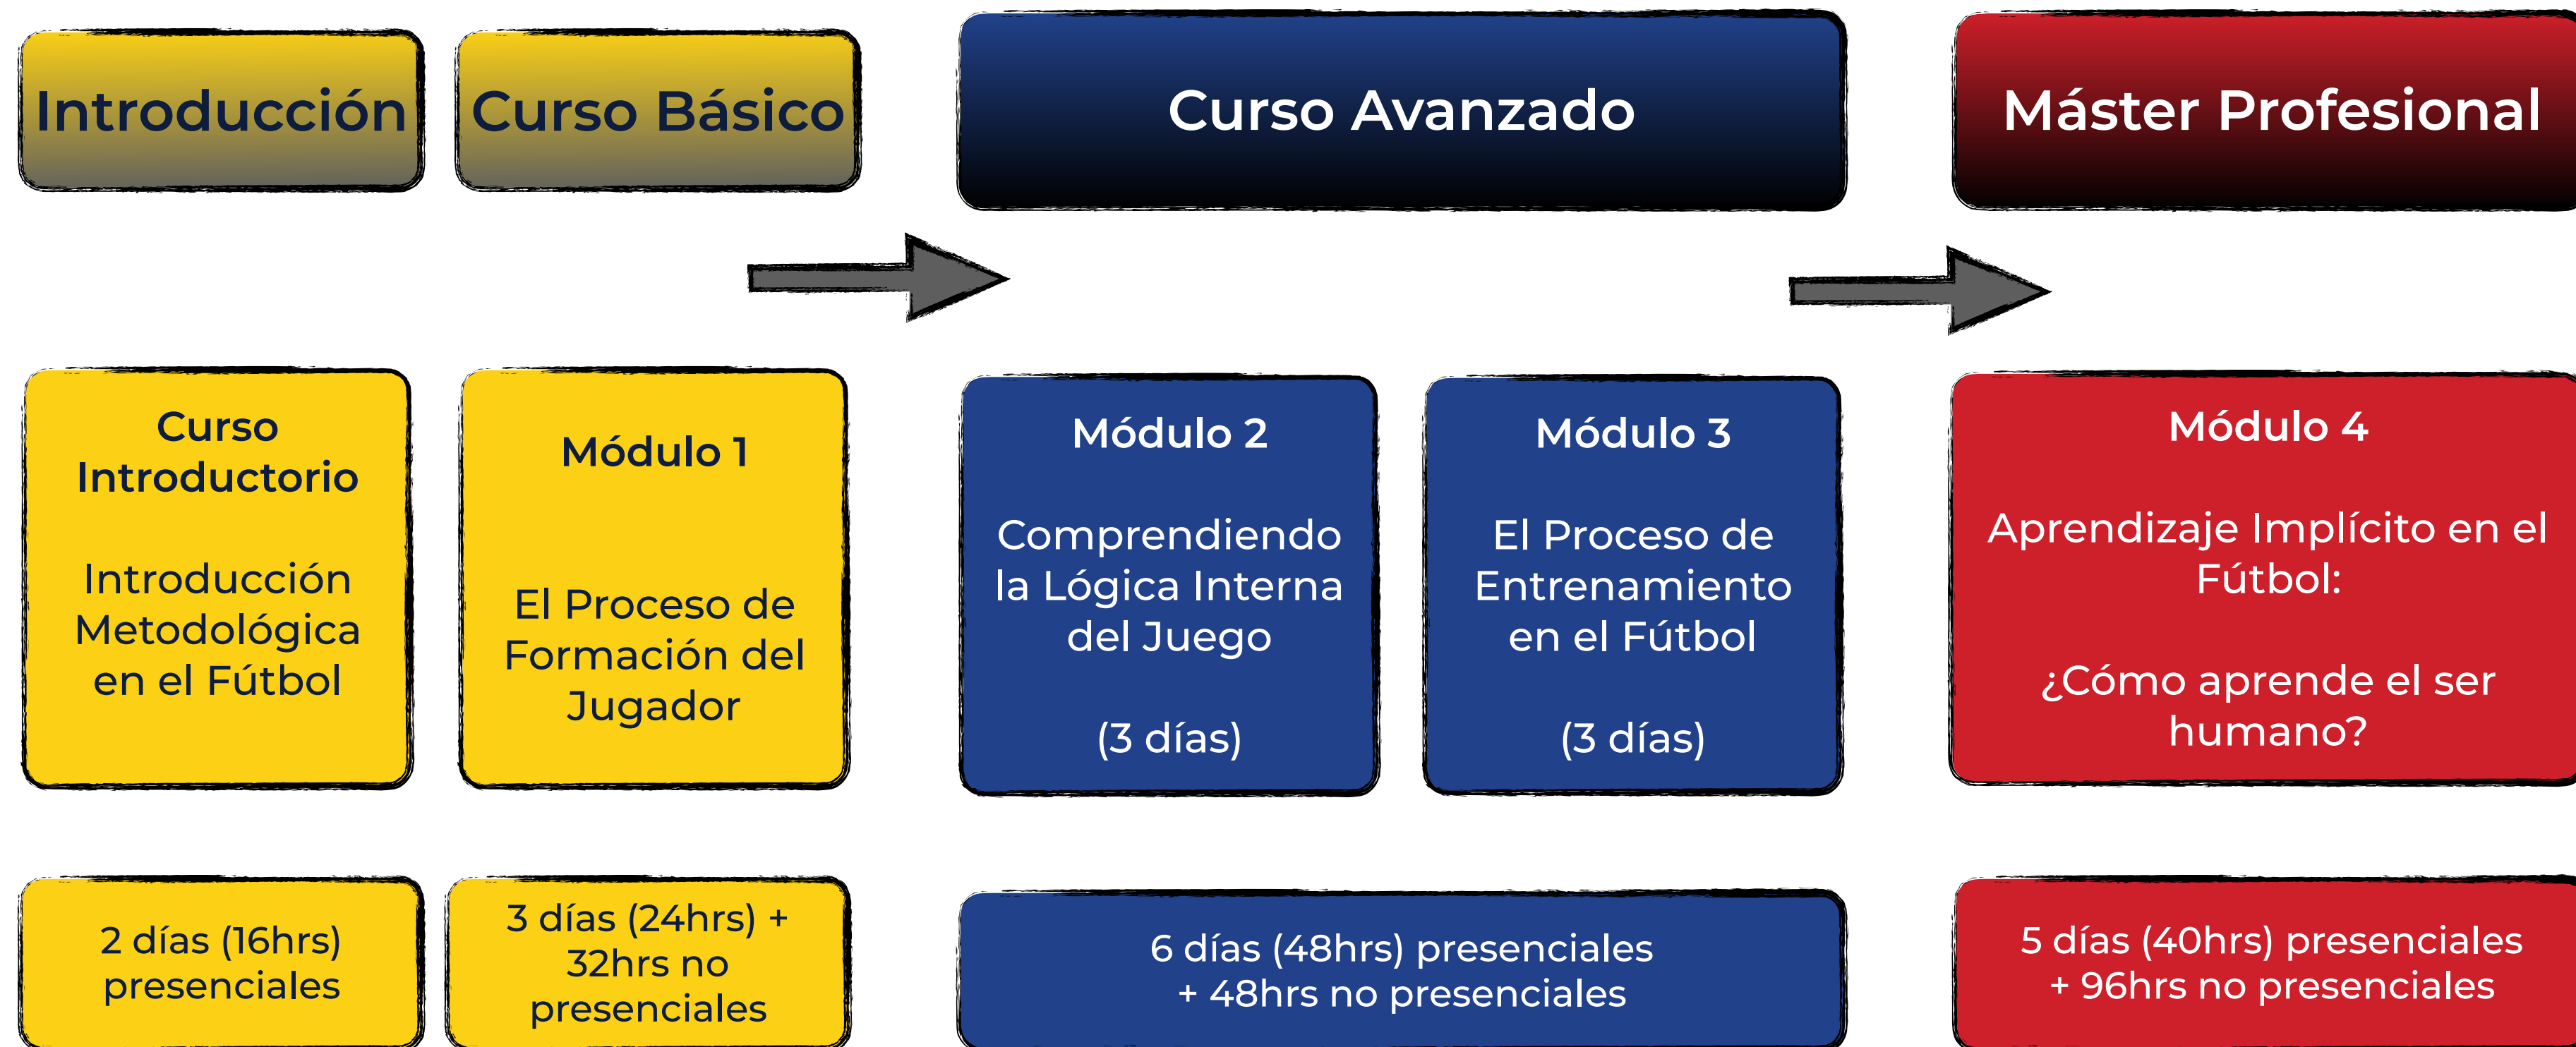 Introducción
Curso Básico
Curso Avanzado
Máster Profesional
Curso
Introductorio
Introducción
Metodológica
en el Fútbol
Módulo 1
El Proceso de
Formación del
Jugador
Módulo 2
Comprendiendo
la Lógica Interna
del Juego
(3 días)
Módulo 3
El Proceso de
Entrenamiento
en el Fútbol
(3 días)
Módulo 4
Aprendizaje Implícito en el
Fútbol:
¿Cómo aprende el ser
humano?
2 días (16hrs)
presenciales
3 días (24hrs) +
32hrs no
presenciales
6 días (48hrs) presenciales
+ 48hrs no presenciales
5 días (40hrs) presenciales
+ 96hrs no presenciales